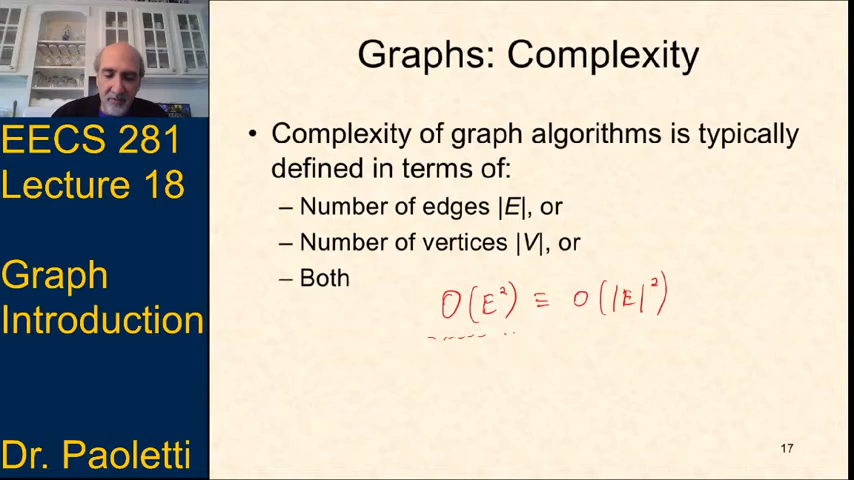 EECS 281
Lecture 18
Graph
Introduction
Dr. Paoletti
Graphs: Complexity
• Complexity of graph algorithms is typically
defined in terms of:
– Number of edges |E|, or
– Number of vertices |V|, or
– Both
O(E²) ≡ O(|E|²)
17